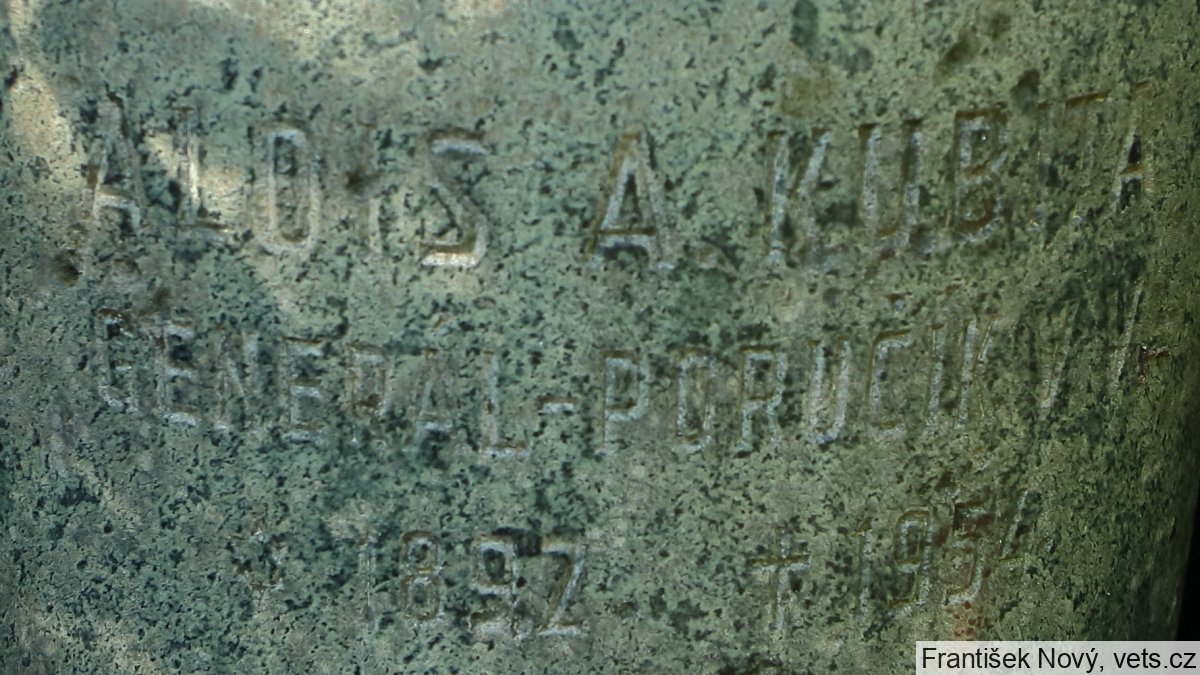 ALOIS A. KUBITA
GENERÁL-PORUČÍK V.V.
* 1892 † 1954
František Nový, vets.cz